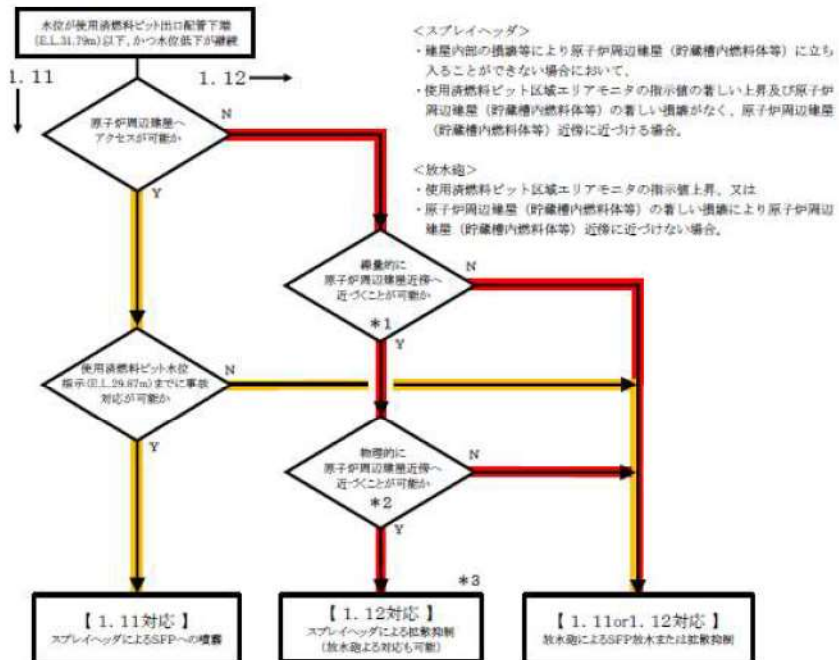 水位が使用済燃料ピット出口配管下端
(E.L.31.79m)以下、かつ水位低下が継続
1.11
1.12
原子炉周辺建屋へ
アクセスが可能か
N
Y
<スプレイヘッダ>
・建屋内部の損壊等により原子炉周辺建屋（貯蔵槽内燃料体等）に立ち
入ることができない場合において、
・使用済燃料ピット区域エリアモニタの指示値の著しい上昇及び原子炉
周辺建屋（貯蔵槽内燃料体等）の著しい損壊がなく、原子炉周辺建屋
（貯蔵槽内燃料体等）近傍に近づける場合。
<放水砲>
・使用済燃料ピット区域エリアモニタの指示値上昇、又は
・原子炉周辺建屋（貯蔵槽内燃料体等）の著しい損壊により原子炉周辺
建屋（貯蔵槽内燃料体等）近傍に近づけない場合。
線量的に
原子炉周辺建屋近傍へ
近づくことが可能か
*1
N
Y
使用済燃料ピット水位
指示(E.L.29.67m)までに事故
対応が可能か
N
Y
物理的に
原子炉周辺建屋近傍へ
近づくことが可能か
*2
N
Y
*3
【1.11対応】
スプレイヘッダによるSFPへの噴霧
【1.12対応】
スプレイヘッダによる拡散抑制
(放水砲よる対応も可能)
【1.11or1.12対応】
放水砲によるSFP放水または拡散抑制